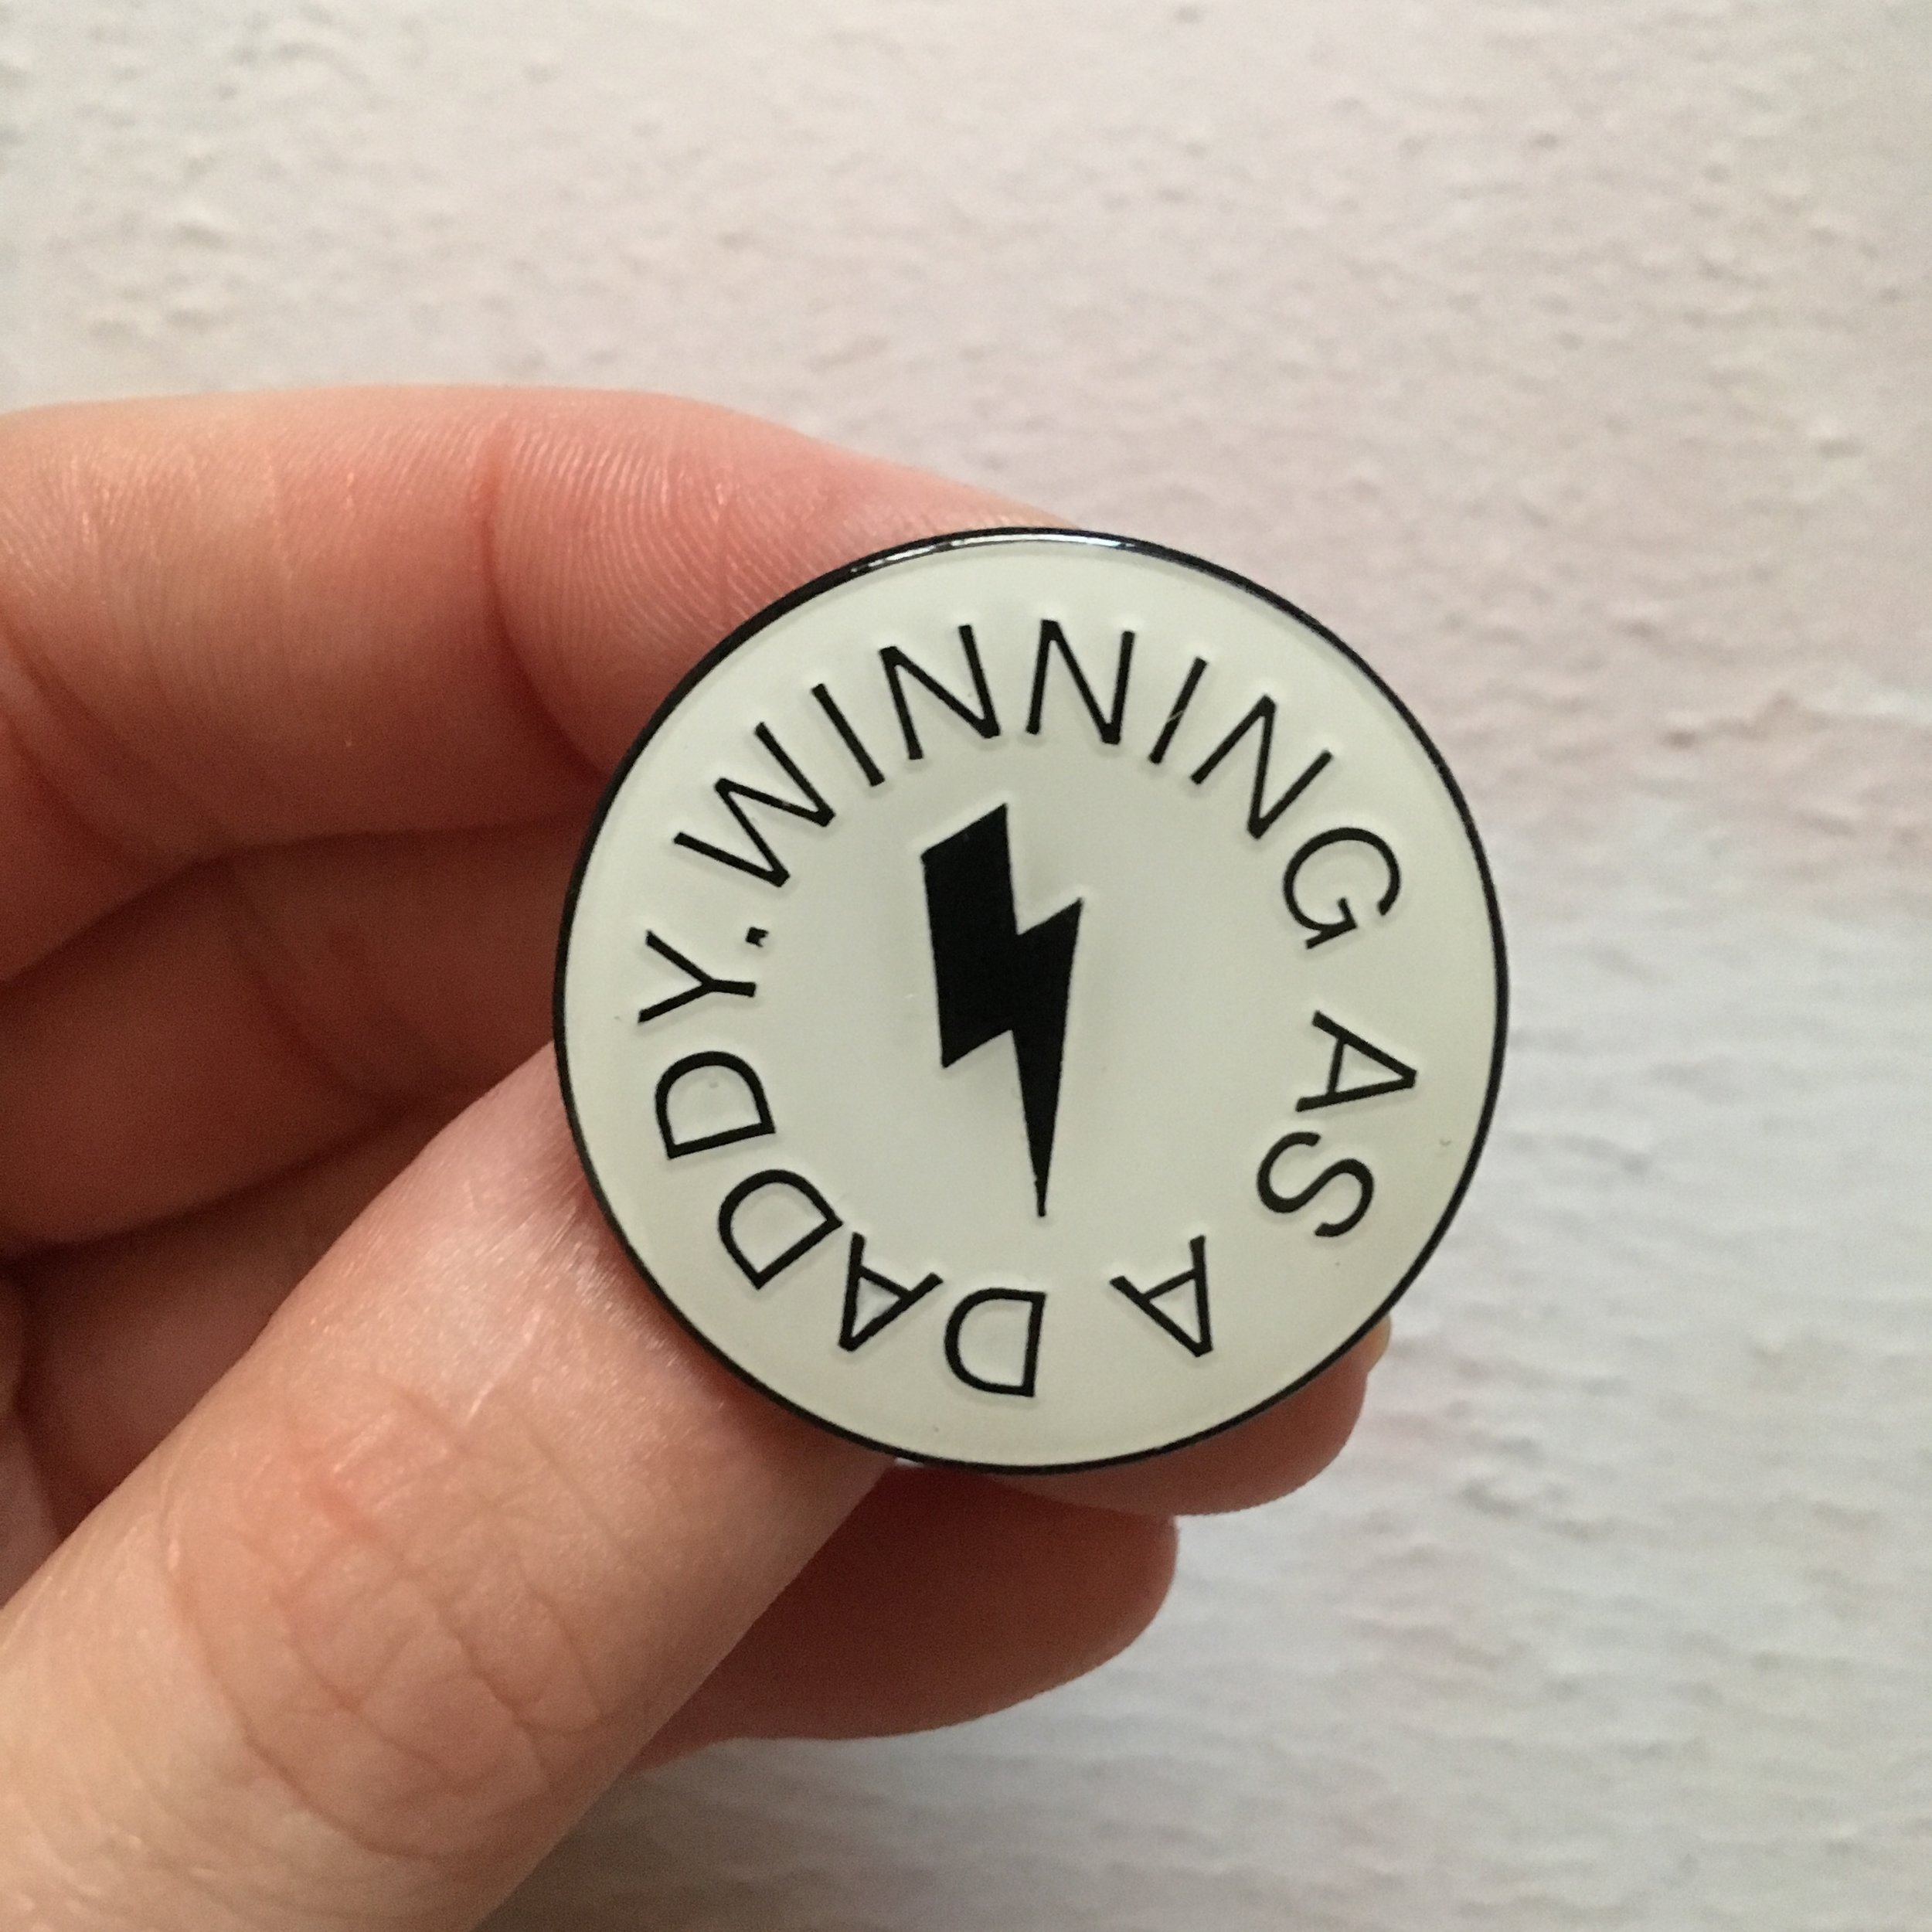 WINNING AS A DADDY.